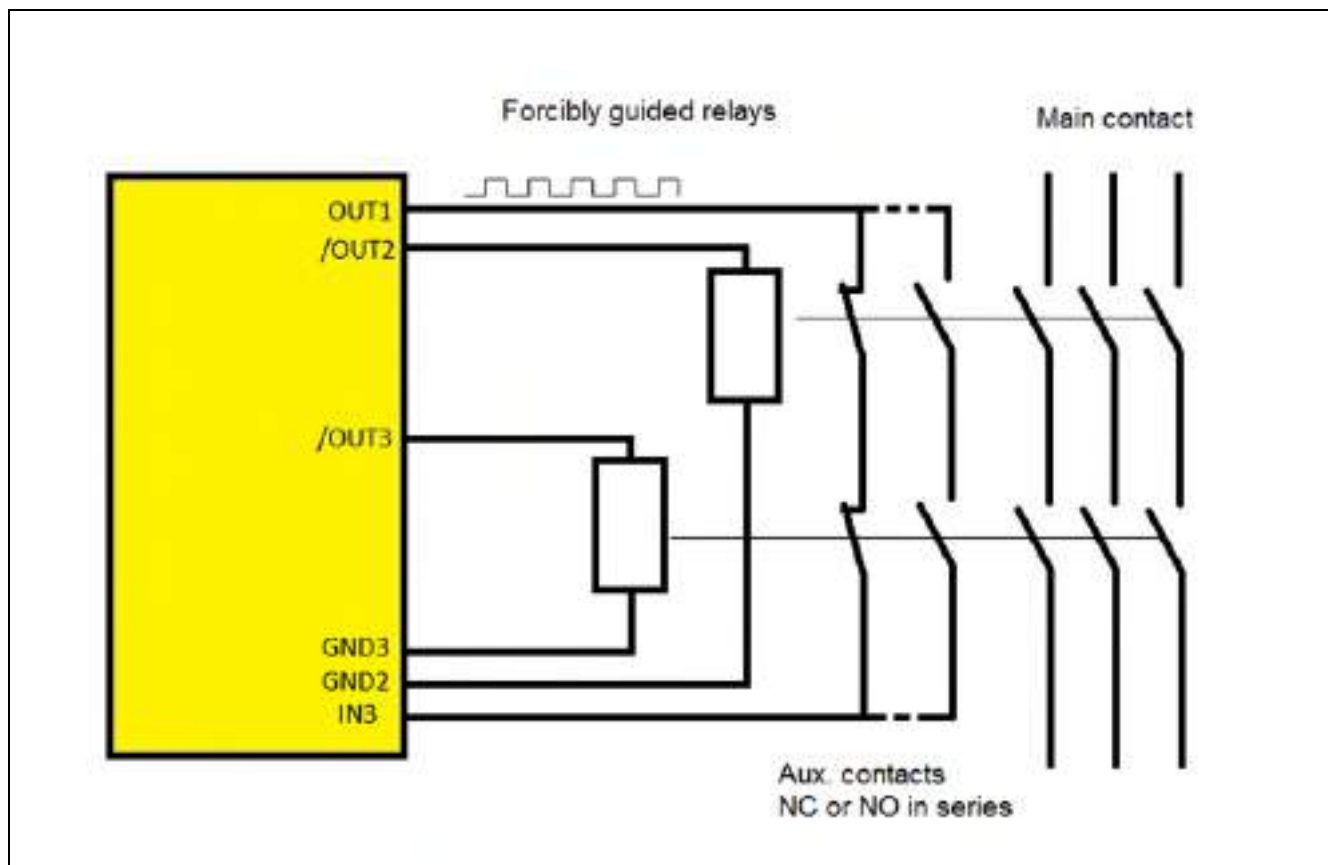 Forcibly guided relays
Main contact
OUT1
/OUT2
/OUT3
GND3
GND2
IN3
Aux. contacts
NC or NO in series